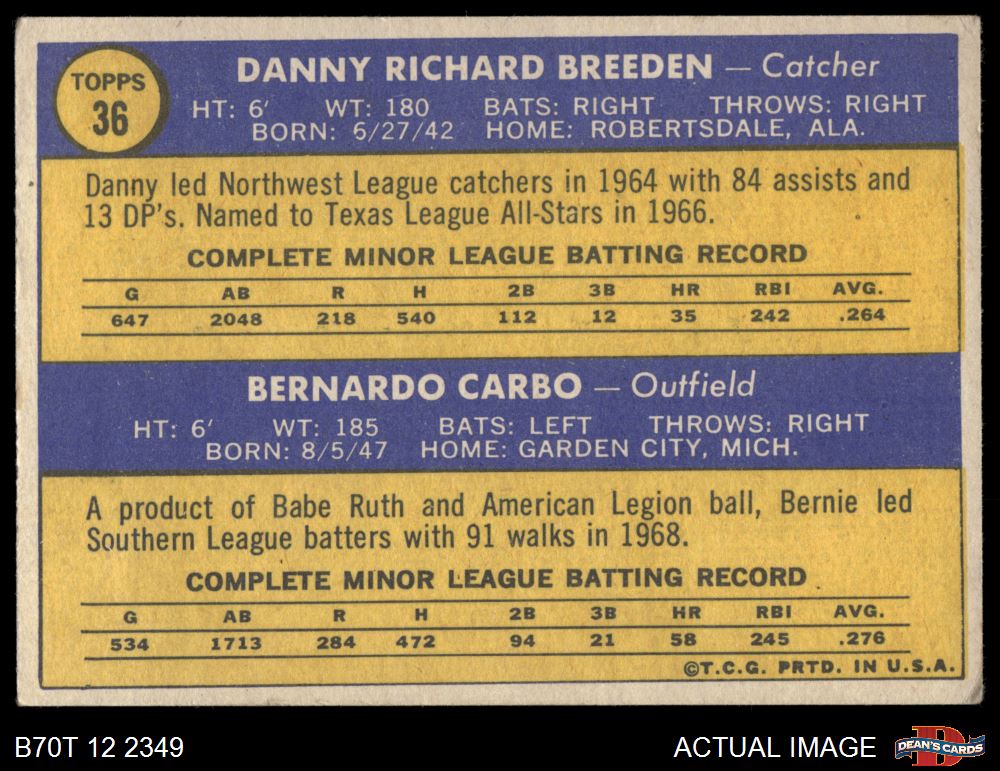 TOPPS
36
DANNY RICHARD BREEDEN — Catcher
HT: 6' WT: 180 BATS: RIGHT THROWS: RIGHT
BORN: 6/27/42 HOME: ROBERTSDALE, ALA.
Danny led Northwest League catchers in 1964 with 84 assists and
13 DP's. Named to Texas League All-Stars in 1966.
COMPLETE MINOR LEAGUE BATTING RECORD
G AB R H 2B 3B HR RBI AVG.
647 2048 218 540 112 12 35 242 .264
BERNARDO CARBO — Outfield
HT: 6' WT: 185 BATS: LEFT THROWS: RIGHT
BORN: 8/5/47 HOME: GARDEN CITY, MICH.
A product of Babe Ruth and American Legion ball, Bernie led
Southern League batters with 91 walks in 1968.
COMPLETE MINOR LEAGUE BATTING RECORD
G AB R H 2B 3B HR RBI AVG.
534 1713 284 472 94 21 58 245 .276
©T.C.G. PRTD. IN U.S.A.
B70T 12 2349 ACTUAL IMAGE D DEAN'S CARDS